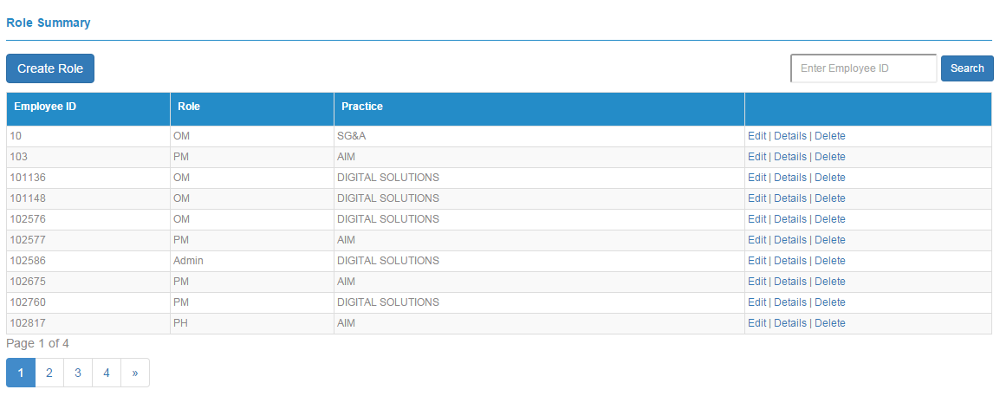 Role Summary
Create Role Enter Employee ID Search
Employee ID Role Practice
10 OM SG&A Edit | Details | Delete
103 PM AIM Edit | Details | Delete
101136 OM DIGITAL SOLUTIONS Edit | Details | Delete
101148 OM DIGITAL SOLUTIONS Edit | Details | Delete
102576 OM DIGITAL SOLUTIONS Edit | Details | Delete
102577 PM AIM Edit | Details | Delete
102586 Admin DIGITAL SOLUTIONS Edit | Details | Delete
102675 PM AIM Edit | Details | Delete
102760 PM DIGITAL SOLUTIONS Edit | Details | Delete
102817 PH AIM Edit | Details | Delete
Page 1 of 4
1 2 3 4 »